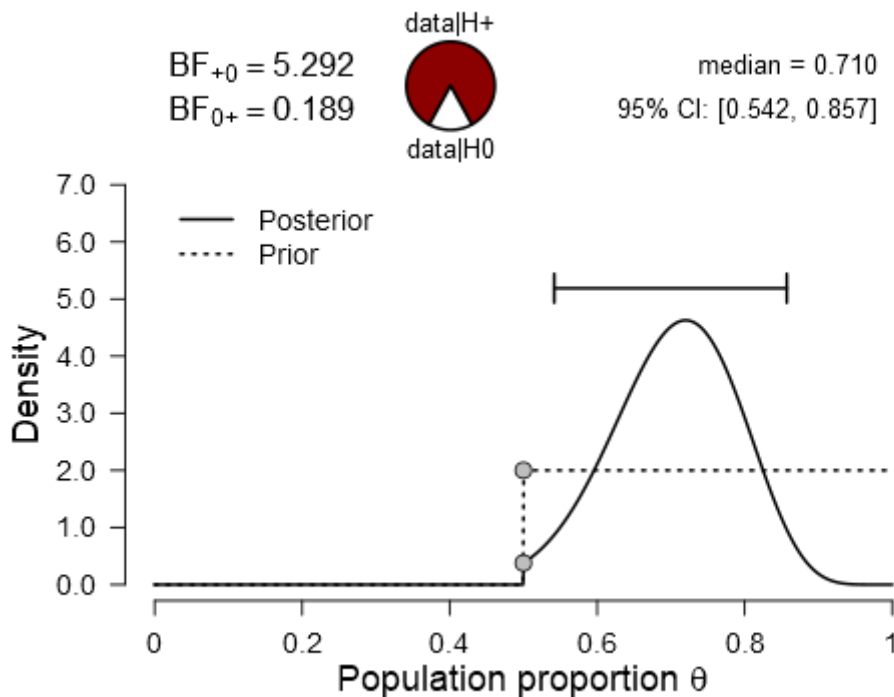 data|H+
BF+0 = 5.292
BF0+ = 0.189
median = 0.710
95% CI: [0.542, 0.857]
data|H0
Posterior
Prior
7.0
6.0
5.0
4.0
3.0
2.0
1.0
0.0
Density
0 0.2 0.4 0.6 0.8 1
Population proportion θ